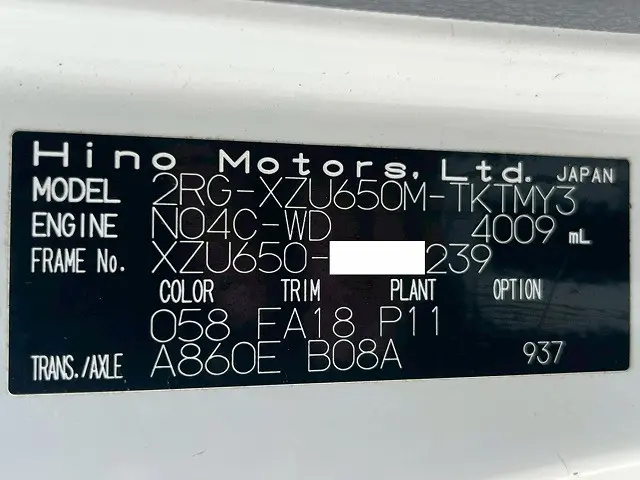 Hino Motors, Ltd. JAPAN
MODEL 2RG-XZU650M-TKTMY3
ENGINE N04C-WD 4009 mL
FRAME No. XZU650- 239
COLOR TRIM PLANT OPTION
058 EA18 P11
TRANS./AXLE A860E B08A 937